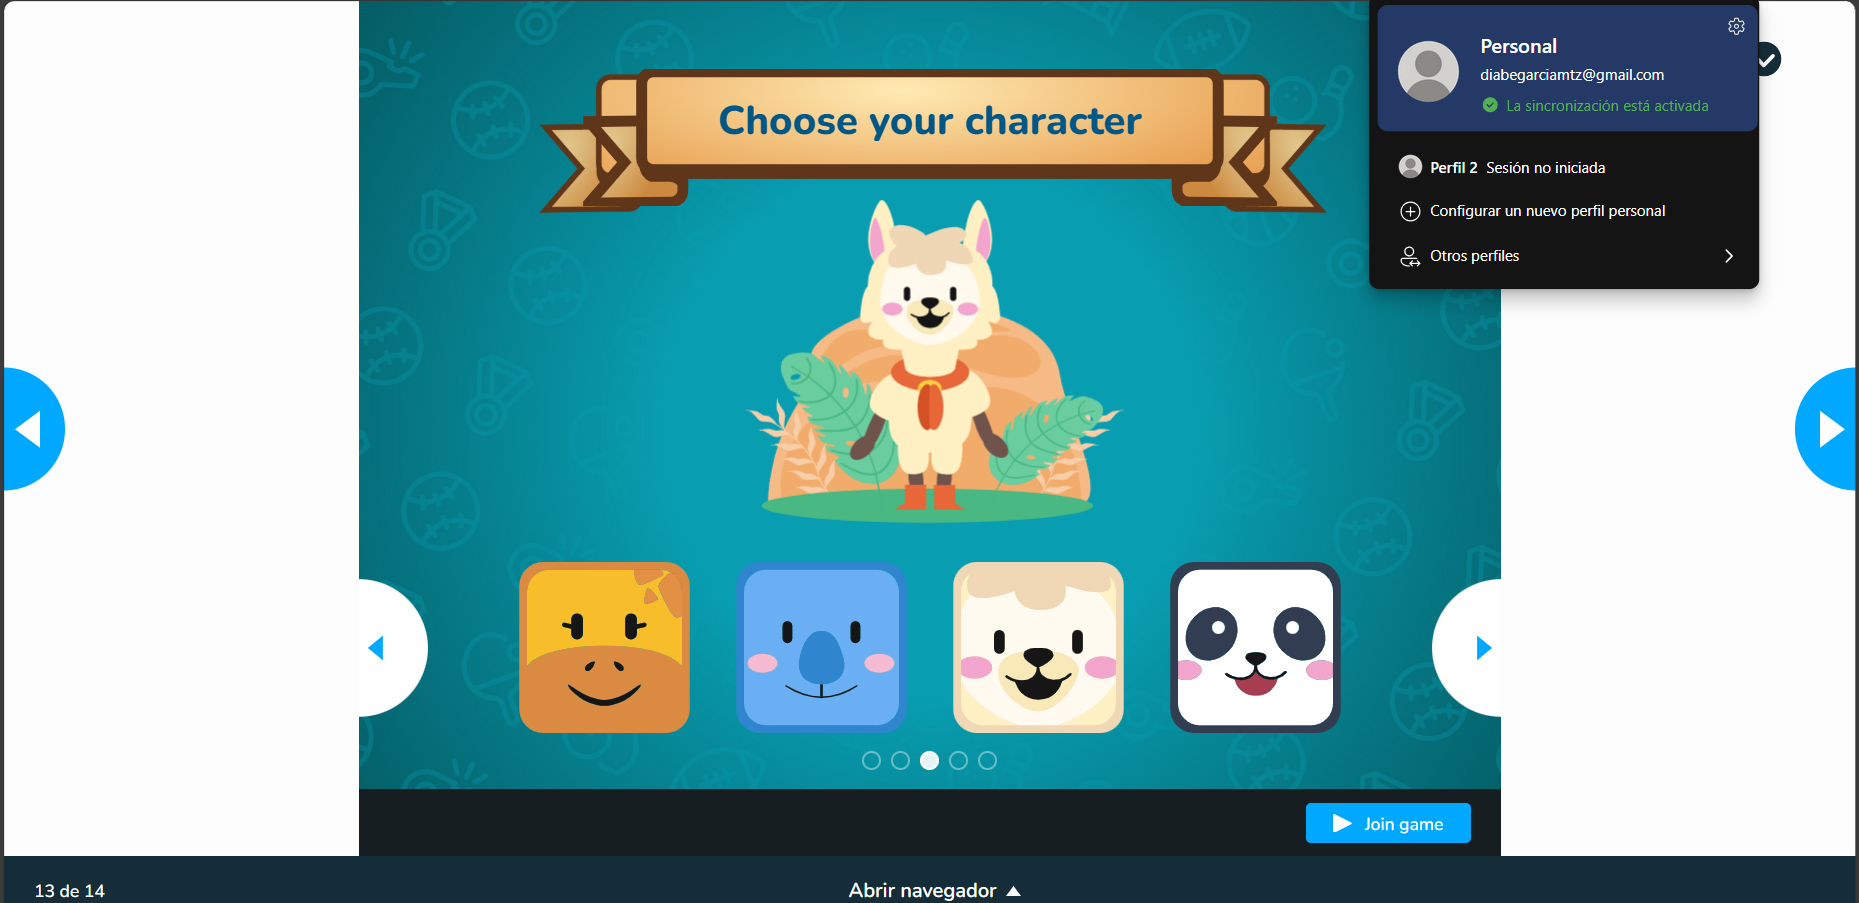 Choose your character
Personal
diabegarciamtz@gmail.com
La sincronización está activada
Perfil 2 Sesión no iniciada
Configurar un nuevo perfil personal
Otros perfiles
Join game
13 de 14
Abrir navegador